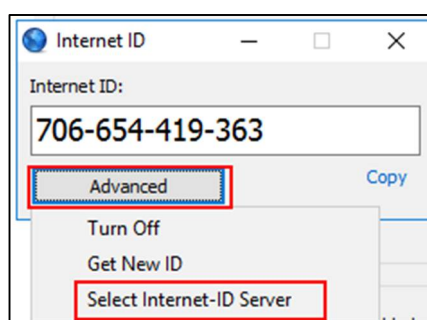 Internet ID
Internet ID:
706-654-419-363
Advanced
Copy
Turn Off
Get New ID
Select Internet-ID Server